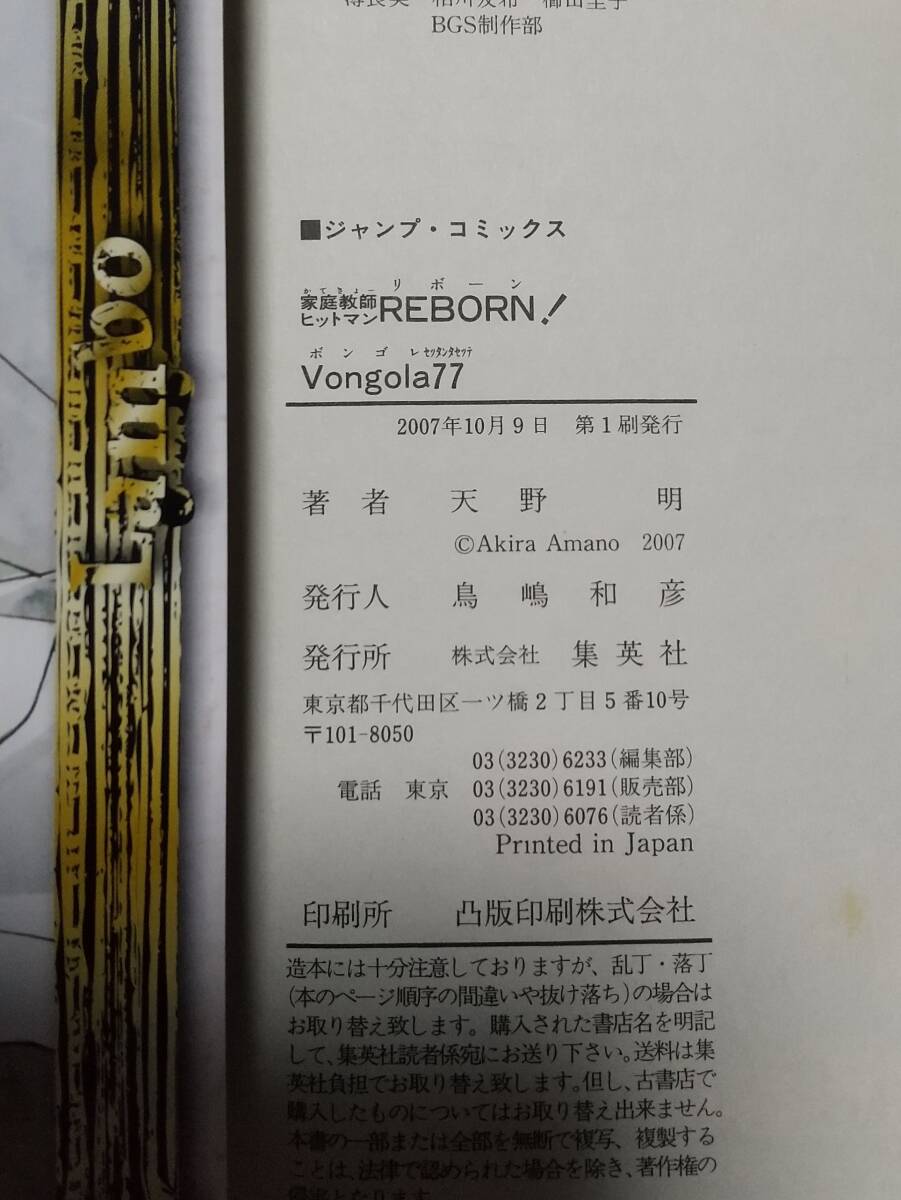 BGS制作部
■ジャンプ・コミックス
かてきょー リボーン
家庭教師
ヒットマンREBORN!
ボンゴレセッタンタセッテ
Vongola77
2007年10月9日 第1刷発行
著者 天野 明
©Akira Amano 2007
発行人 鳥嶋和彦
発行所 株式会社 集英社
東京都千代田区一ツ橋2丁目5番10号
〒101-8050
03(3230)6233(編集部)
電話 東京 03(3230)6191(販売部)
03(3230)6076(読者係)
Printed in Japan
印刷所 凸版印刷株式会社
造本には十分注意しておりますが、乱丁・落丁
(本のページ順序の間違いや抜け落ち)の場合は
お取り替え致します。購入された書店名を明記
して、集英社読者係宛にお送り下さい。送料は集
英社負担でお取り替え致します。但し、古書店で
購入したものについてはお取り替え出来ません。
本書の一部または全部を無断で複写、複製する
ことは、法律で認められた場合を除き、著作権の
侵害となります。